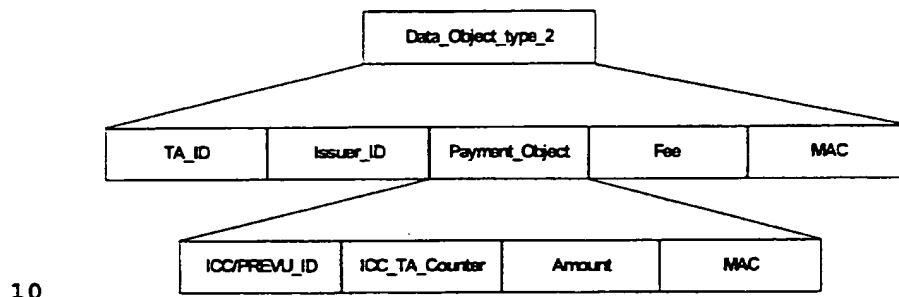 Data_Object_type_2
TA_ID Issuer_ID Payment_Object Fee MAC
ICC/PREVU_ID ICC_TA_Counter Amount MAC
10